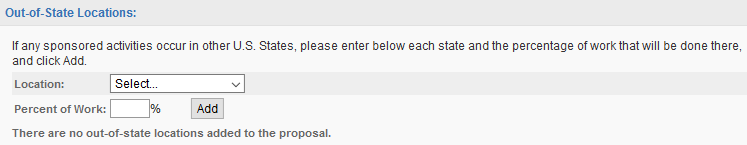 Out-of-State Locations:
If any sponsored activities occur in other U.S. States, please enter below each state and the percentage of work that will be done there,
and click Add.
Location: Select...
Percent of Work: % Add
There are no out-of-state locations added to the proposal.